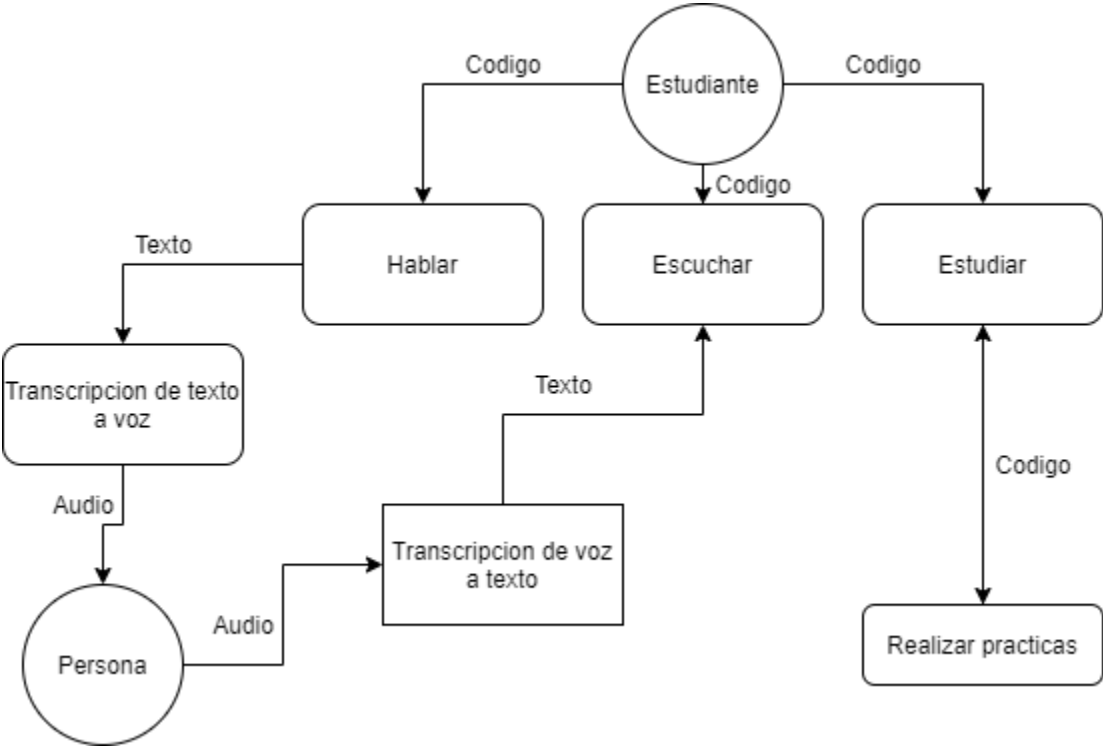 Codigo
Estudiante
Codigo
Codigo
Texto
Hablar
Escuchar
Estudiar
Transcripcion de texto
a voz
Texto
Codigo
Audio
Transcripcion de voz
a texto
Audio
Persona
Realizar practicas